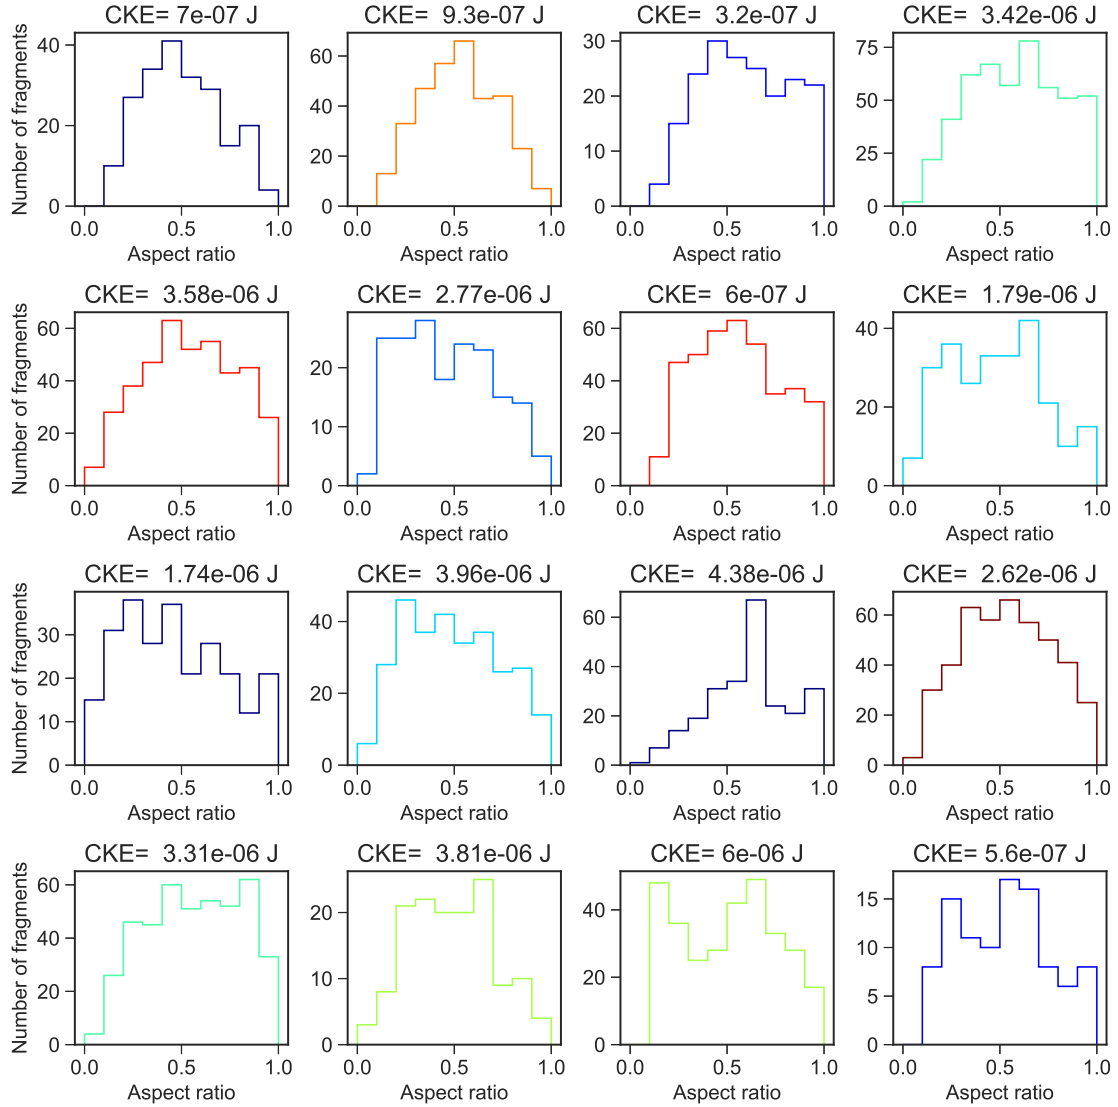 CKE= 7e-07 J
CKE= 9.3e-07 J
CKE= 3.2e-07 J
CKE= 3.42e-06 J
Number of fragments
40
20
0
0.0 0.5 1.0
Aspect ratio
60
40
20
0
0.0 0.5 1.0
Aspect ratio
30
20
10
0
0.0 0.5 1.0
Aspect ratio
75
50
25
0
0.0 0.5 1.0
Aspect ratio
CKE= 3.58e-06 J
CKE= 2.77e-06 J
CKE= 6e-07 J
CKE= 1.79e-06 J
Number of fragments
60
40
20
0
0.0 0.5 1.0
Aspect ratio
20
10
0
0.0 0.5 1.0
Aspect ratio
60
40
20
0
0.0 0.5 1.0
Aspect ratio
40
20
0
0.0 0.5 1.0
Aspect ratio
CKE= 1.74e-06 J
CKE= 3.96e-06 J
CKE= 4.38e-06 J
CKE= 2.62e-06 J
Number of fragments
30
20
10
0
0.0 0.5 1.0
Aspect ratio
40
20
0
0.0 0.5 1.0
Aspect ratio
60
40
20
0
0.0 0.5 1.0
Aspect ratio
60
40
20
0
0.0 0.5 1.0
Aspect ratio
CKE= 3.31e-06 J
CKE= 3.81e-06 J
CKE= 6e-06 J
CKE= 5.6e-07 J
Number of fragments
60
40
20
0
0.0 0.5 1.0
Aspect ratio
20
10
0
0.0 0.5 1.0
Aspect ratio
40
20
0
0.0 0.5 1.0
Aspect ratio
15
10
5
0
0.0 0.5 1.0
Aspect ratio